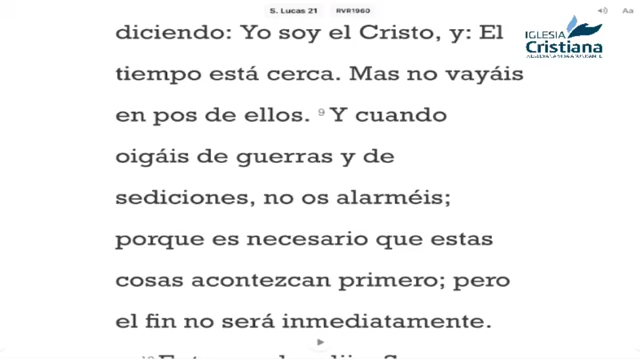 S. Lucas 21 RVR1960 Aa
IGLESIA
Cristiana
diciendo: Yo soy el Cristo, y: El
tiempo está cerca. Mas no vayáis
en pos de ellos. 9 Y cuando
oigáis de guerras y de
sediciones, no os alarméis;
porque es necesario que estas
cosas acontezcan primero; pero
el fin no será inmediatamente.